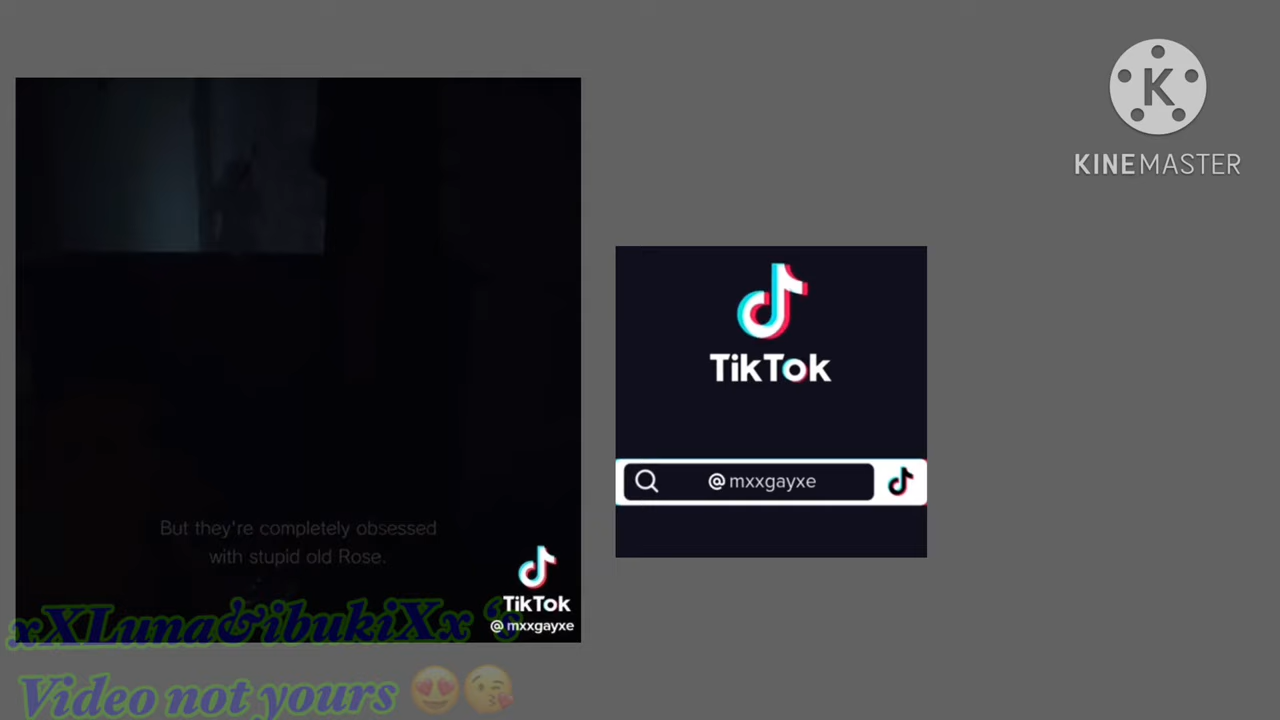 K
KINEMASTER
TikTok
@mxxgayxe
But they're completely obsessed
with stupid old Rose.
TikTok
@mxxgayxe
xXLuna&ibukiXx ‘s
Video not yours 😍😘